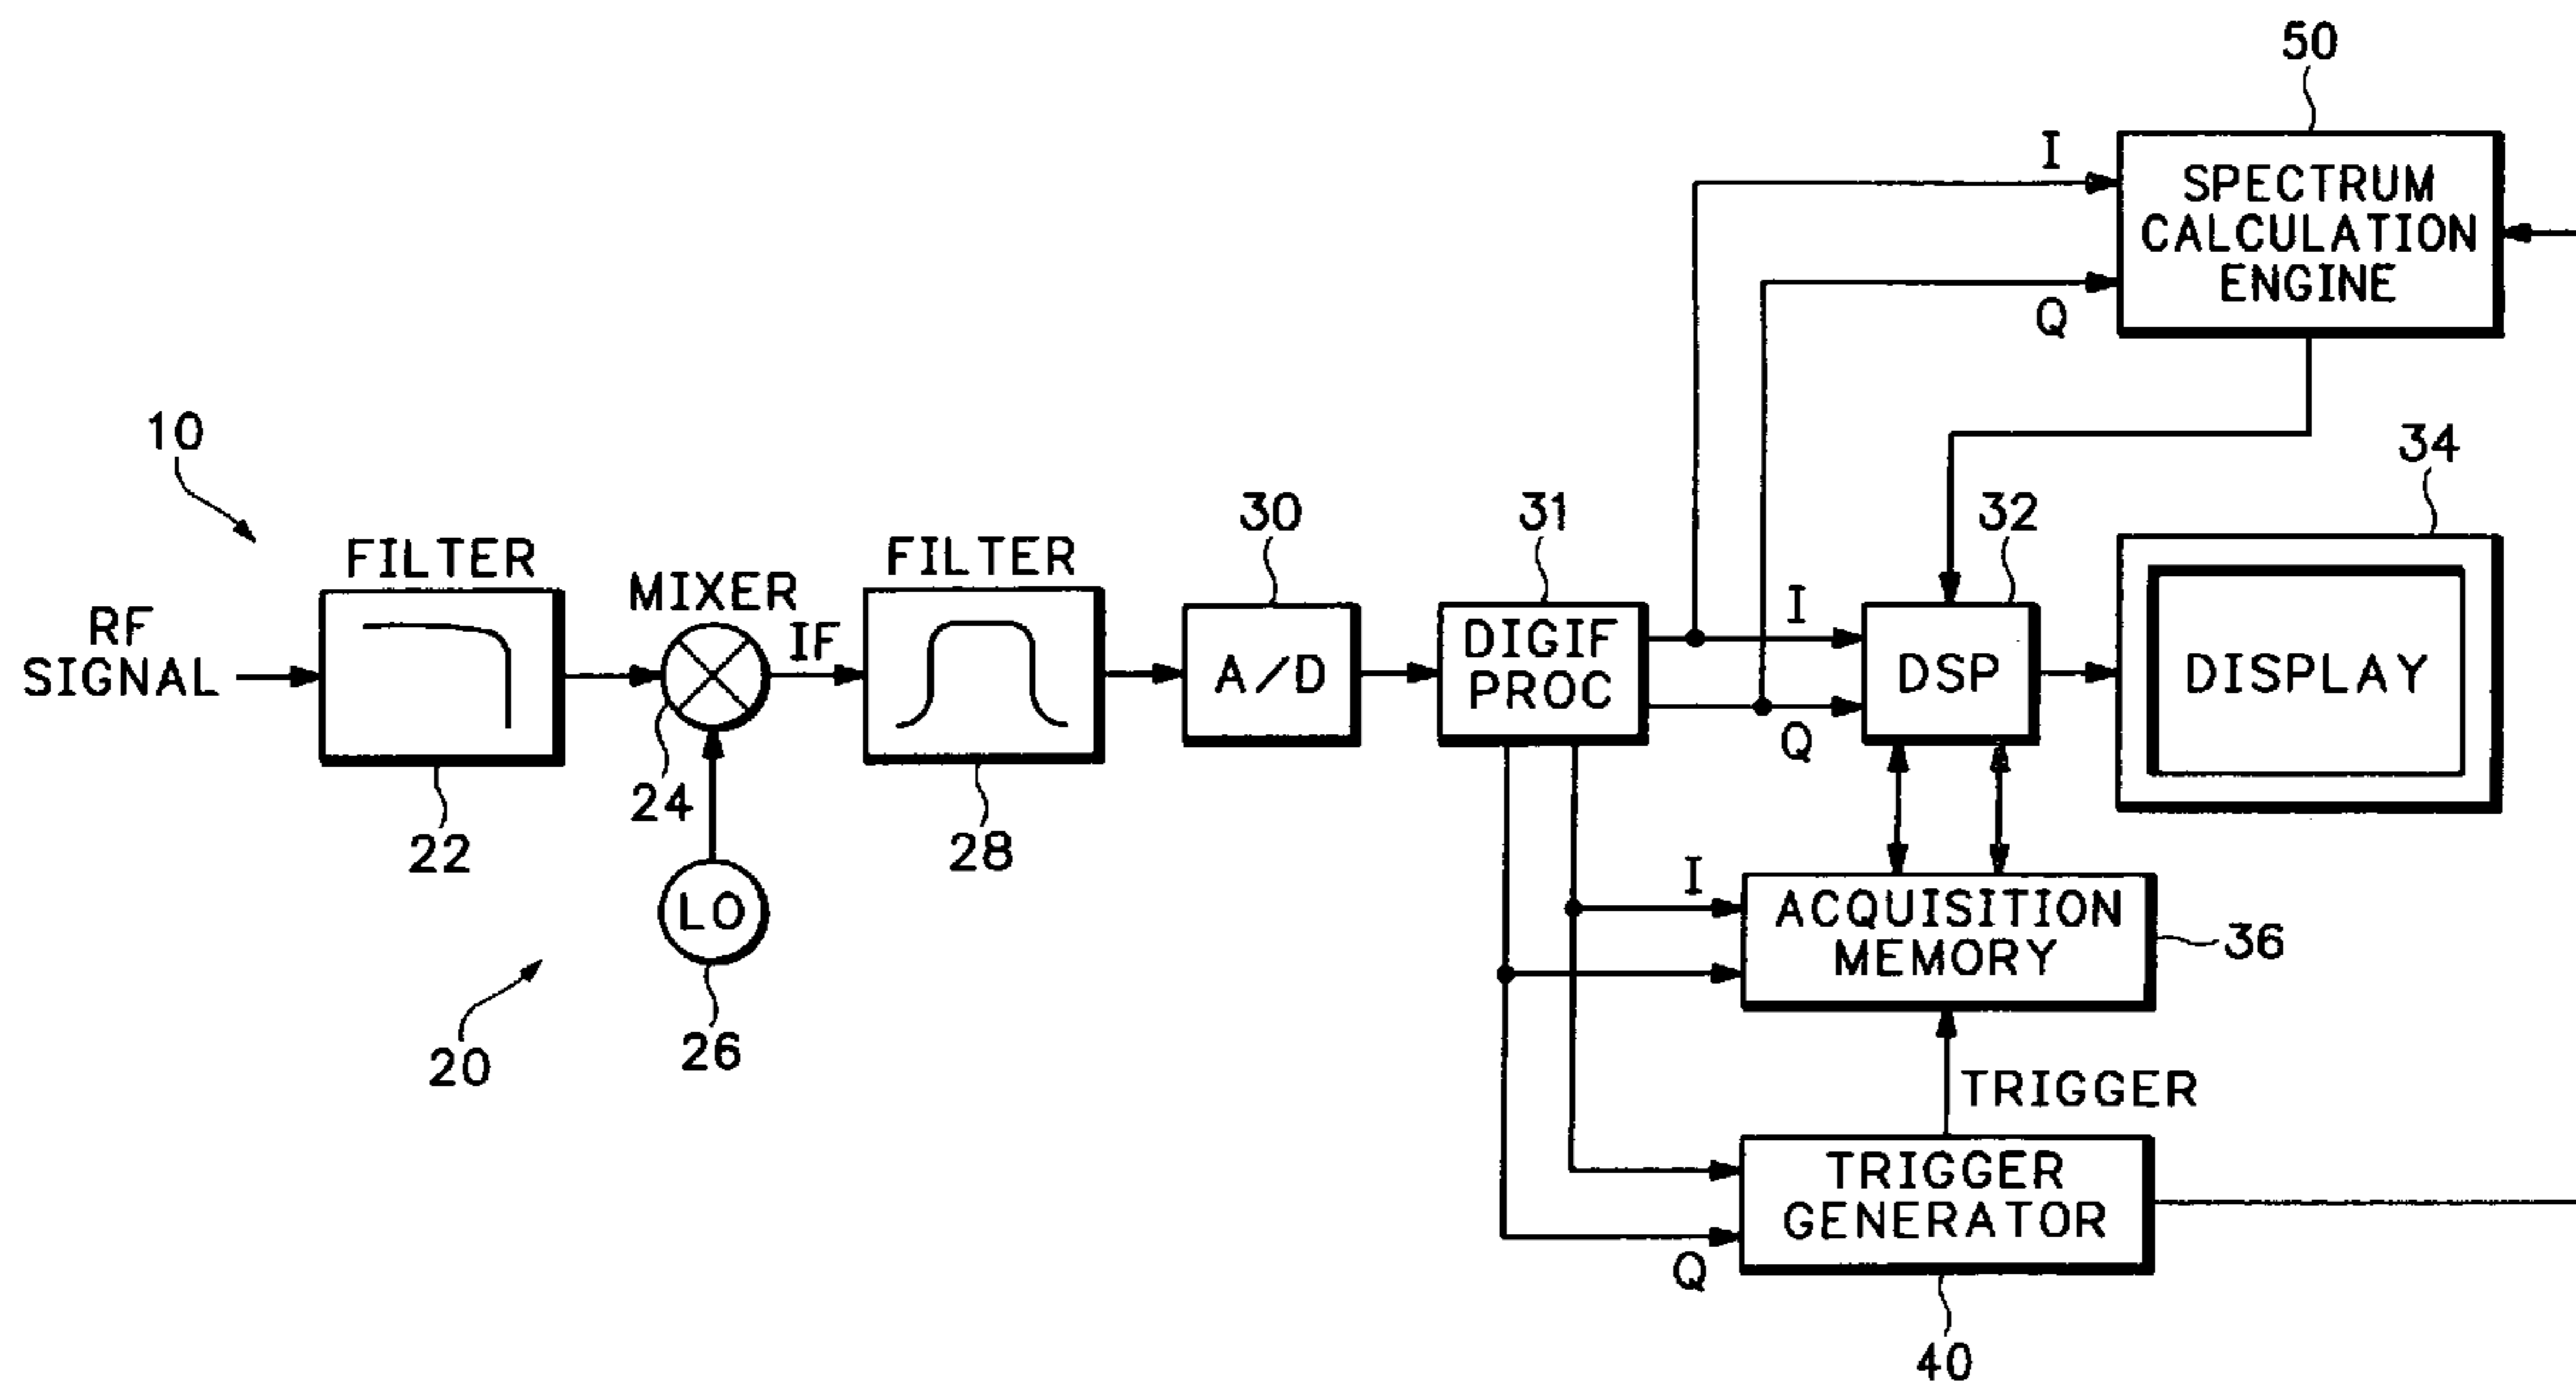 50
I
SPECTRUM
CALCULATION
ENGINE
Q
10
34
30
31
32
FILTER
FILTER
MIXER
RF
SIGNAL
IF
A/D
DIGIF
PROC
I
Q
DSP
DISPLAY
24
22
28
LO
I
ACQUISITION
MEMORY
36
20
26
TRIGGER
TRIGGER
GENERATOR
Q
40